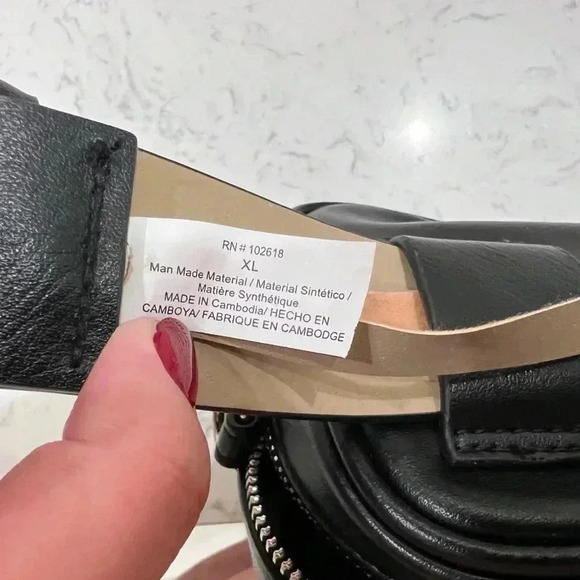 RN# 102618
XL
Man Made Material / Material Sintético /
Matière Synthétique
MADE IN Cambodia/ HECHO EN
CAMBOYA/ FABRIQUE EN CAMBODGE